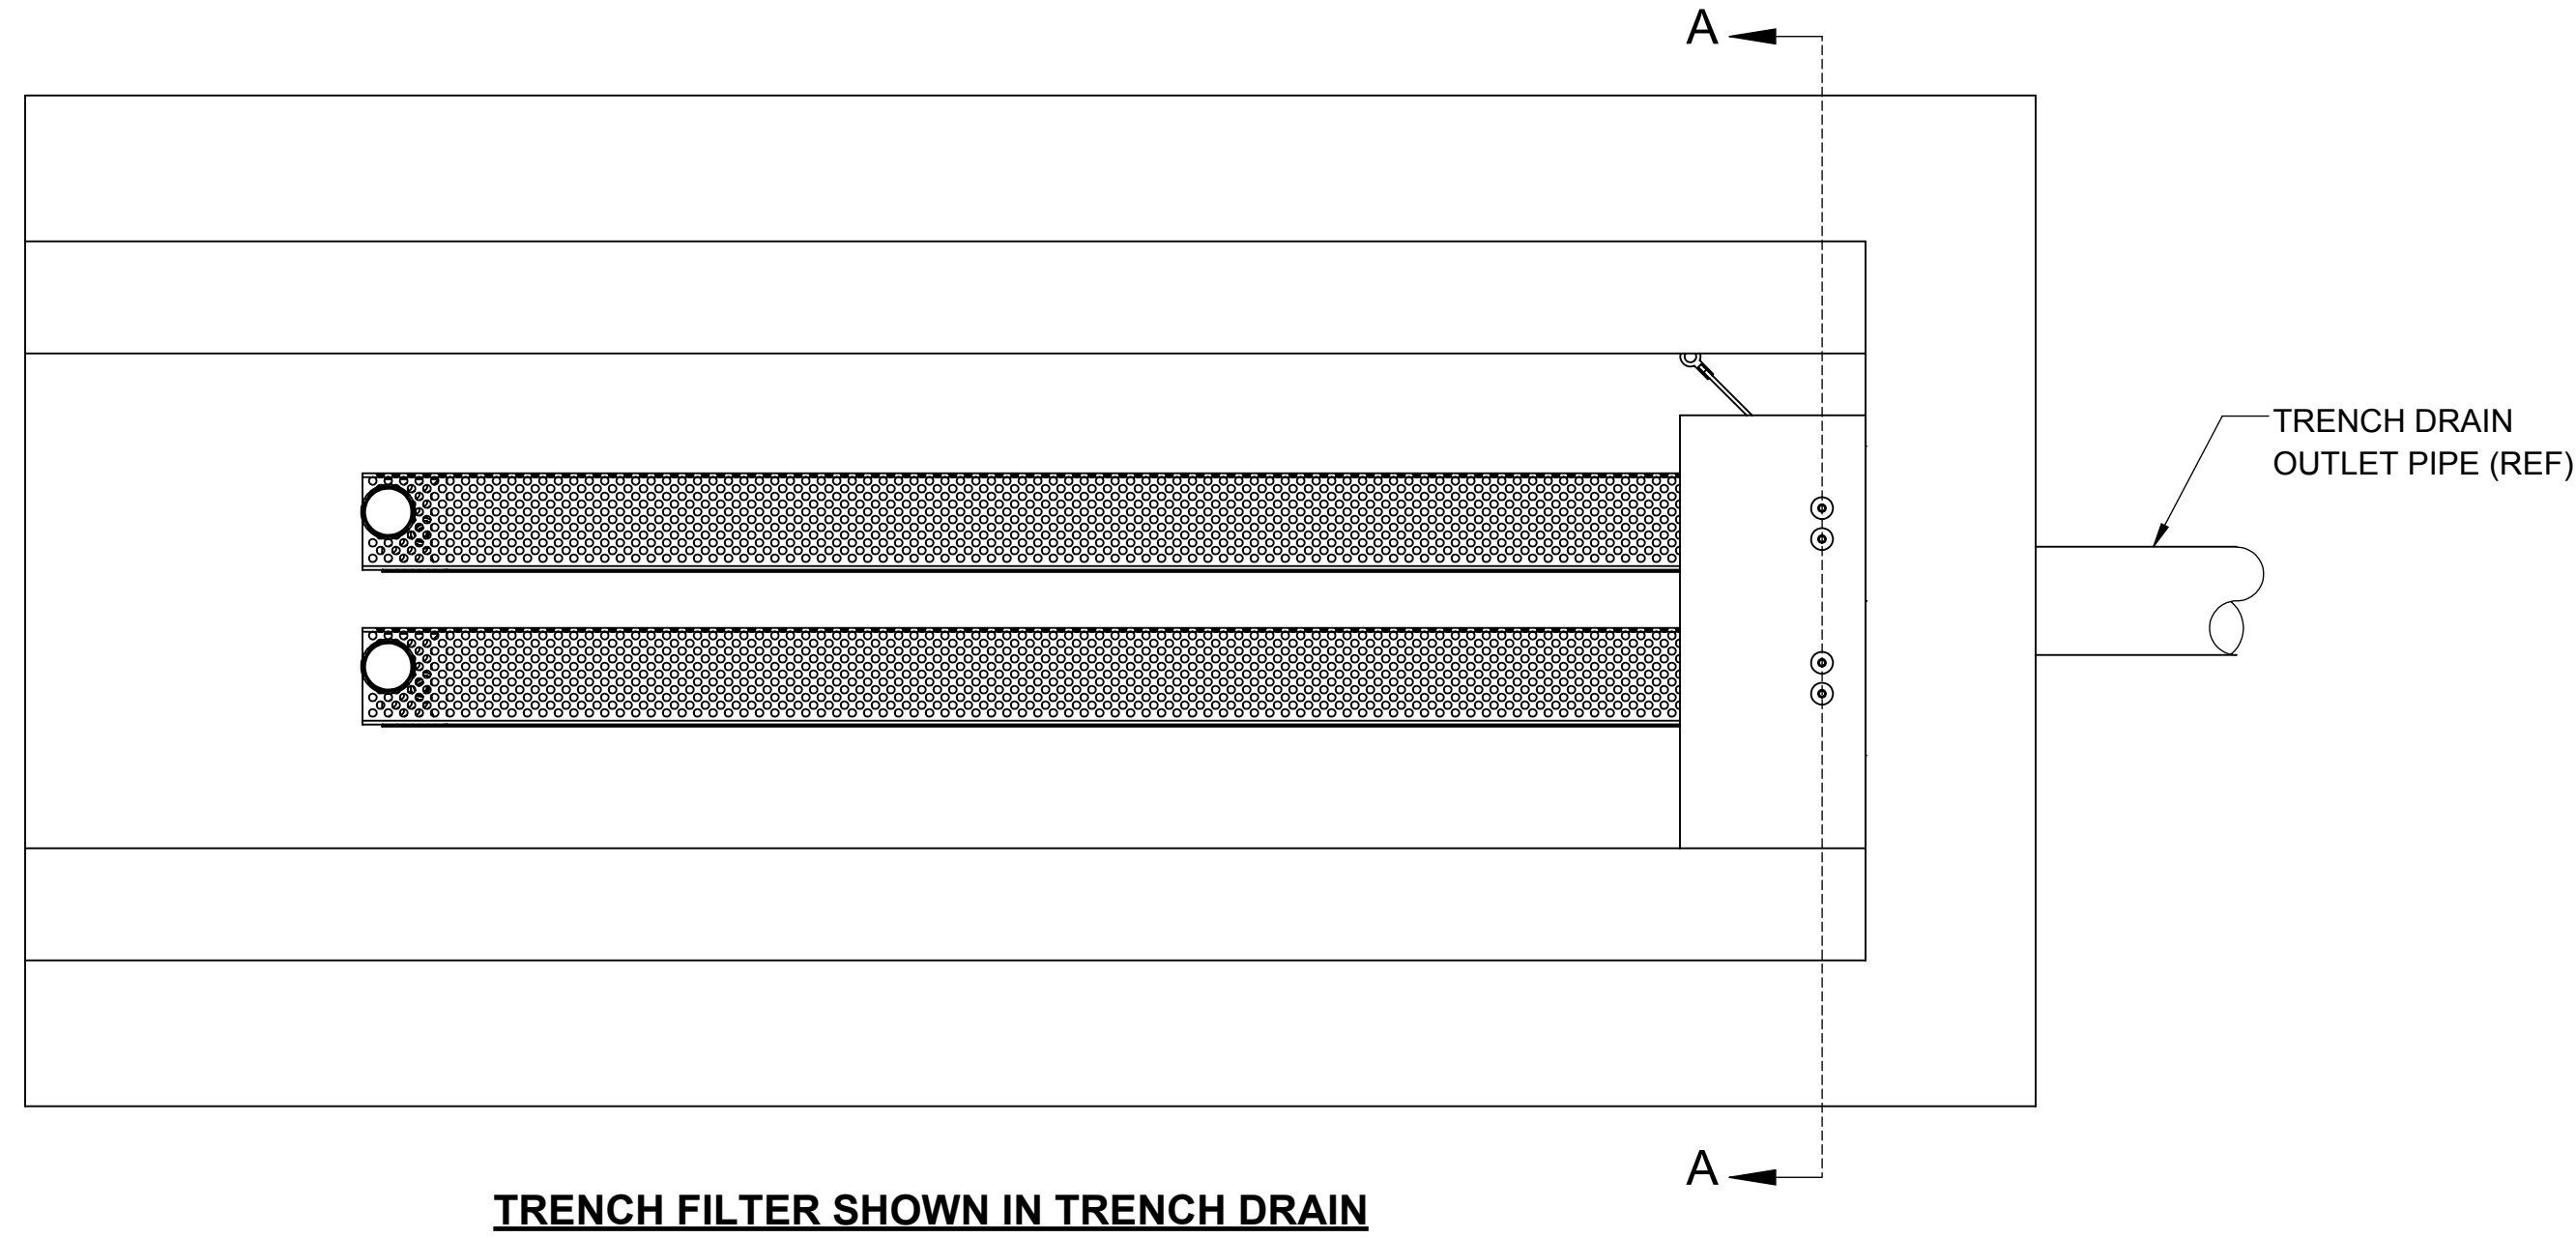 A
TRENCH DRAIN
OUTLET PIPE (REF)
A
TRENCH FILTER SHOWN IN TRENCH DRAIN